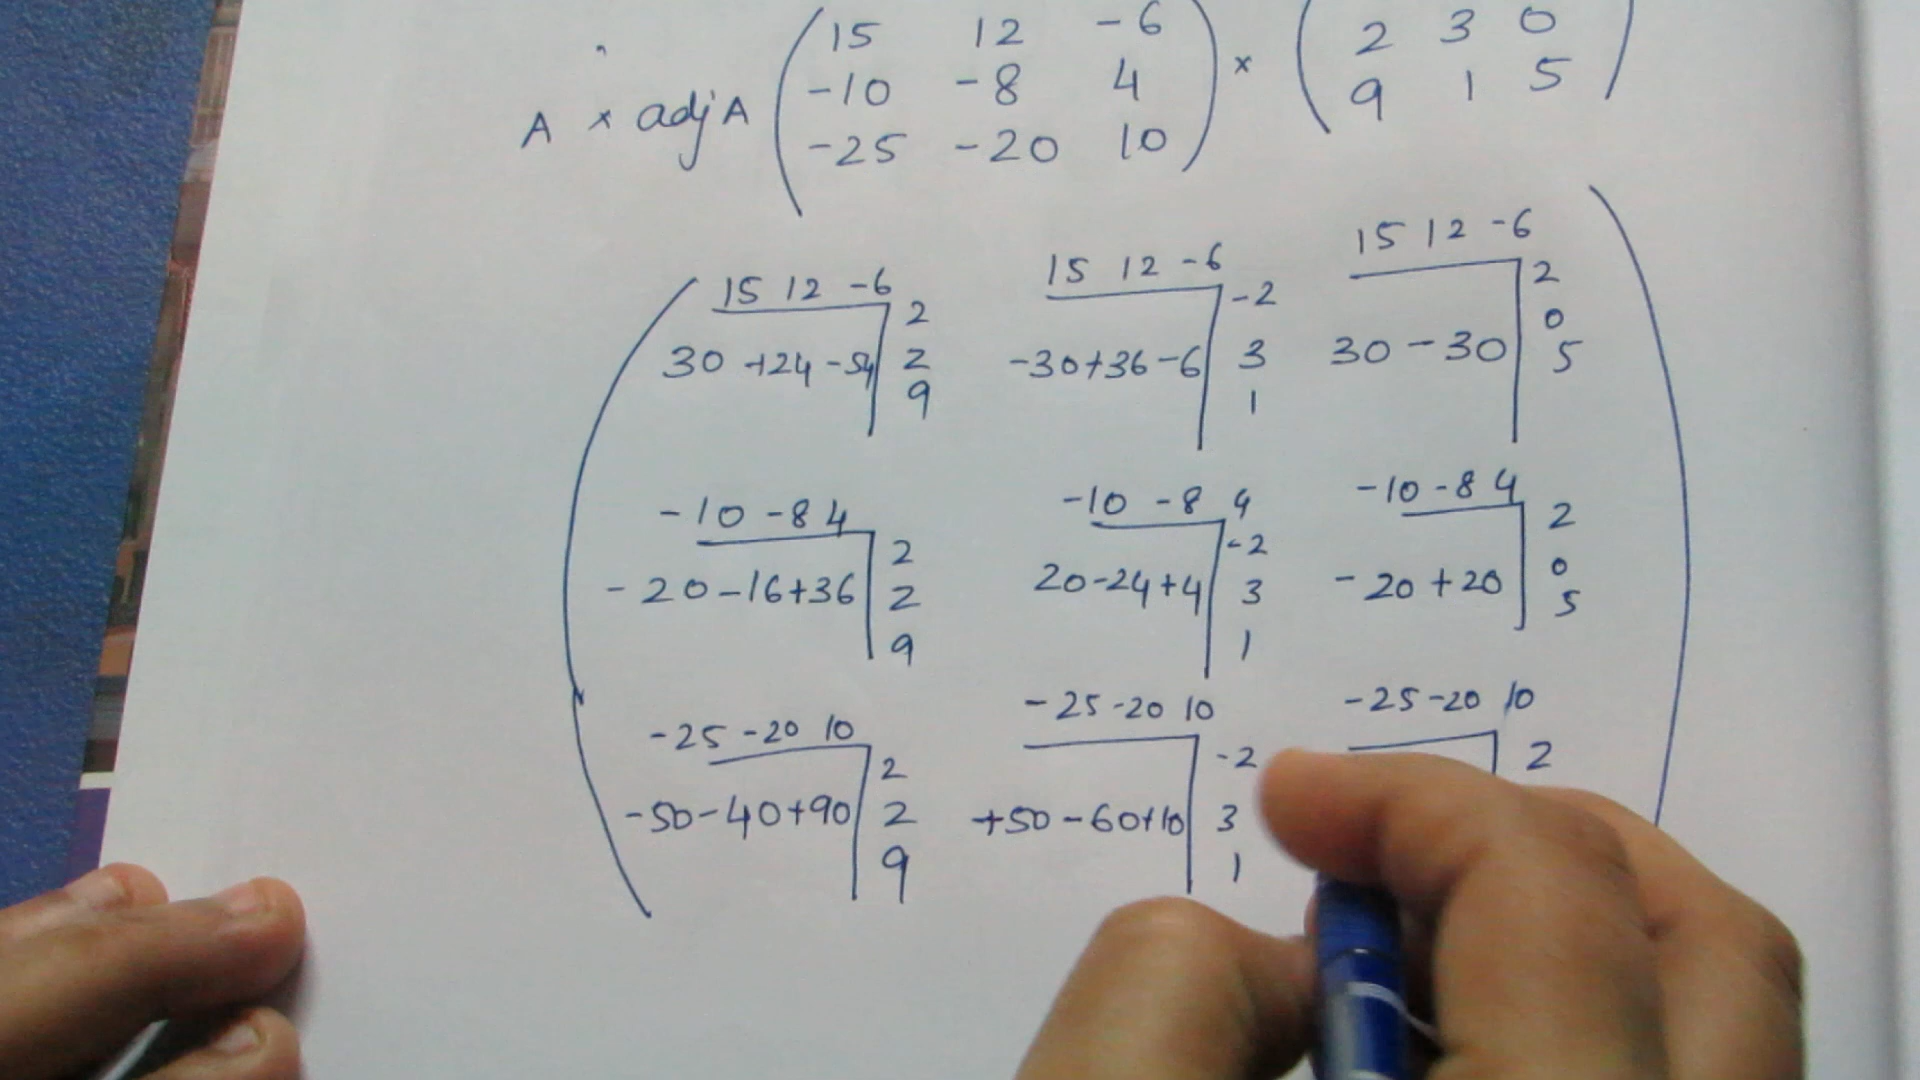 15 12 -6
2 3 0
-10 -8 4
×
9 1 5
A × adj A
-25 -20 10
15 12 -6 15 12 -6 15 12 -6
2 -2 2
30 +24 -54 2 -30+36-6 3 30 -30 0
9 1 5
-10 -8 4 -10 -8 4 -10 -8 4
2 -2 2
-20-16+36 2 20-24+4 3 -20+20 0
9 1 5
-25 -20 10 -25 -20 10 -25 -20 10
2 -2 2
-50-40+90 2 +50-60+10 3
9 1